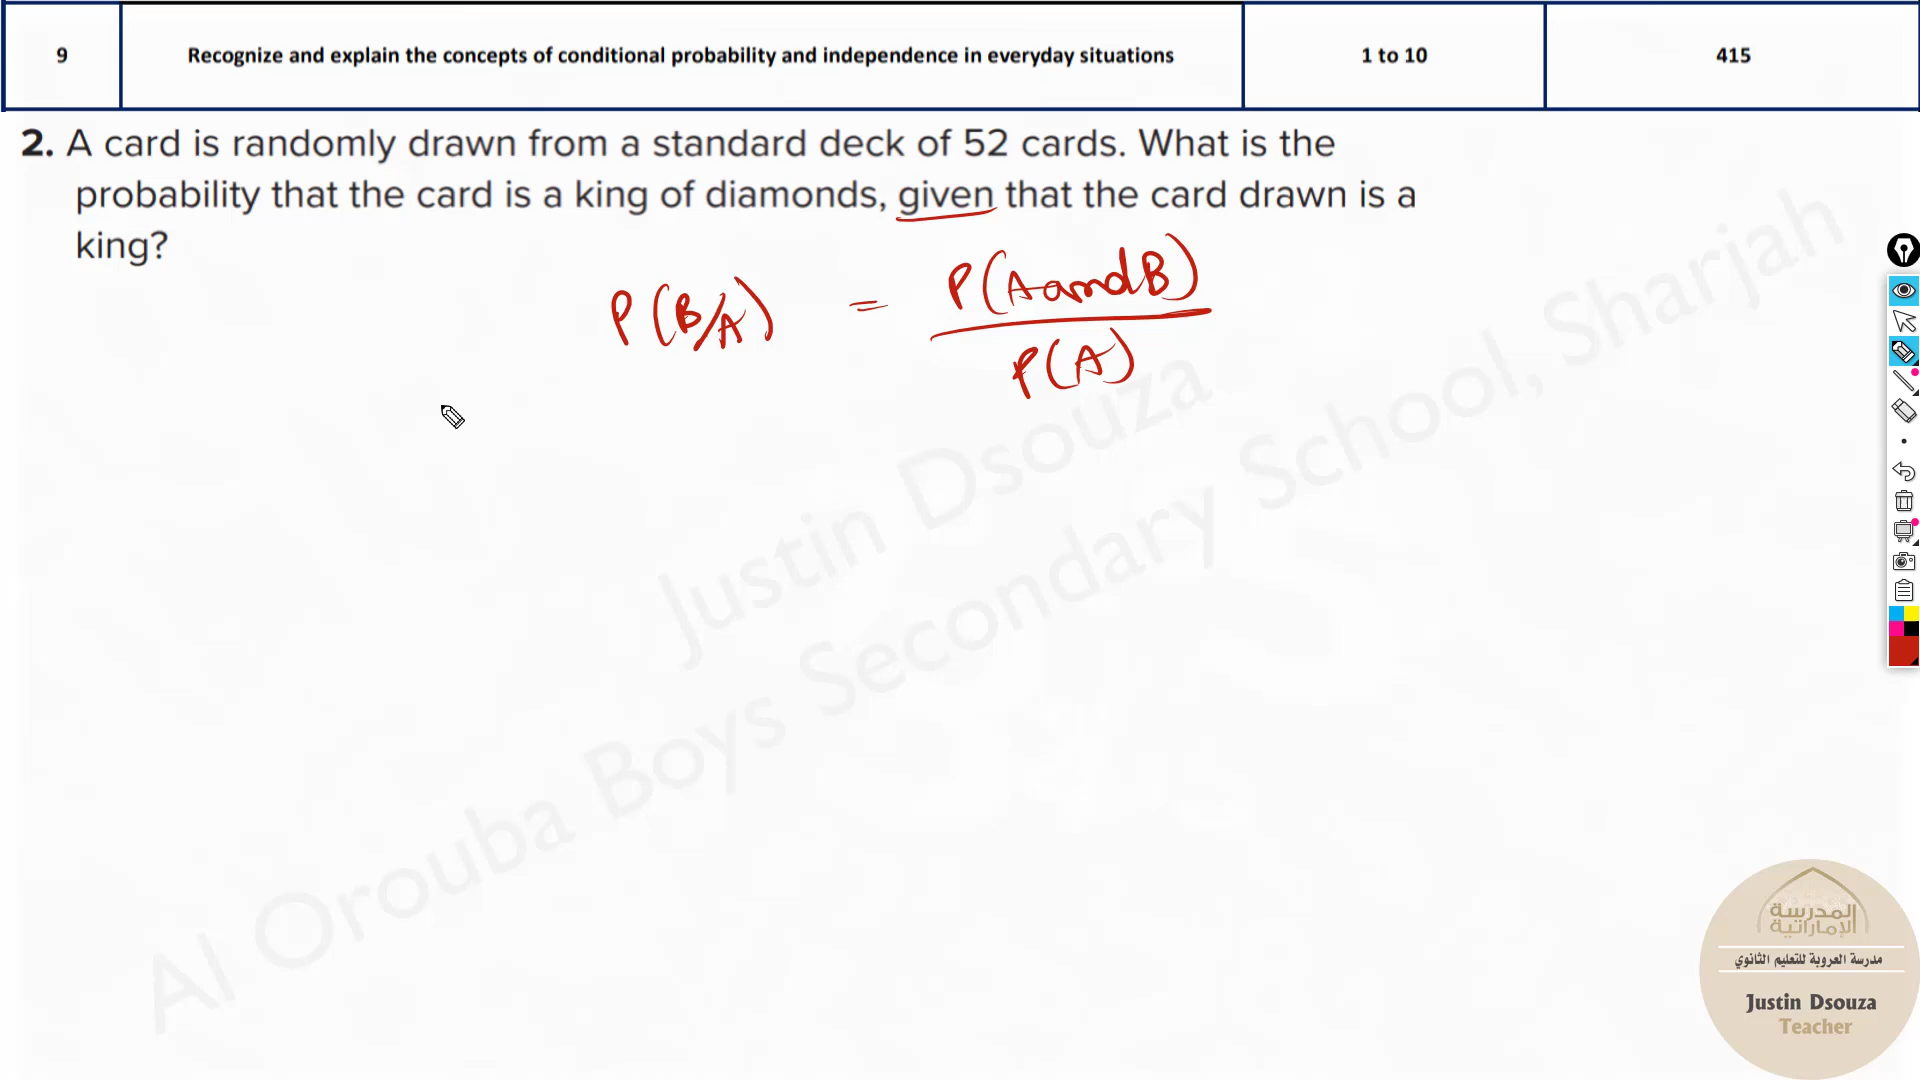 9
Recognize and explain the concepts of conditional probability and independence in everyday situations
1 to 10
415
2. A card is randomly drawn from a standard deck of 52 cards. What is the
probability that the card is a king of diamonds, given that the card drawn is a
king?
P(B/A) = P(A and B)
P(A)
Justin Dsouza
Al Orouba Boys Secondary School, Sharjah
المدرسة
الإماراتية
مدرسة العروبة للتعليم الثانوي
Justin Dsouza
Teacher